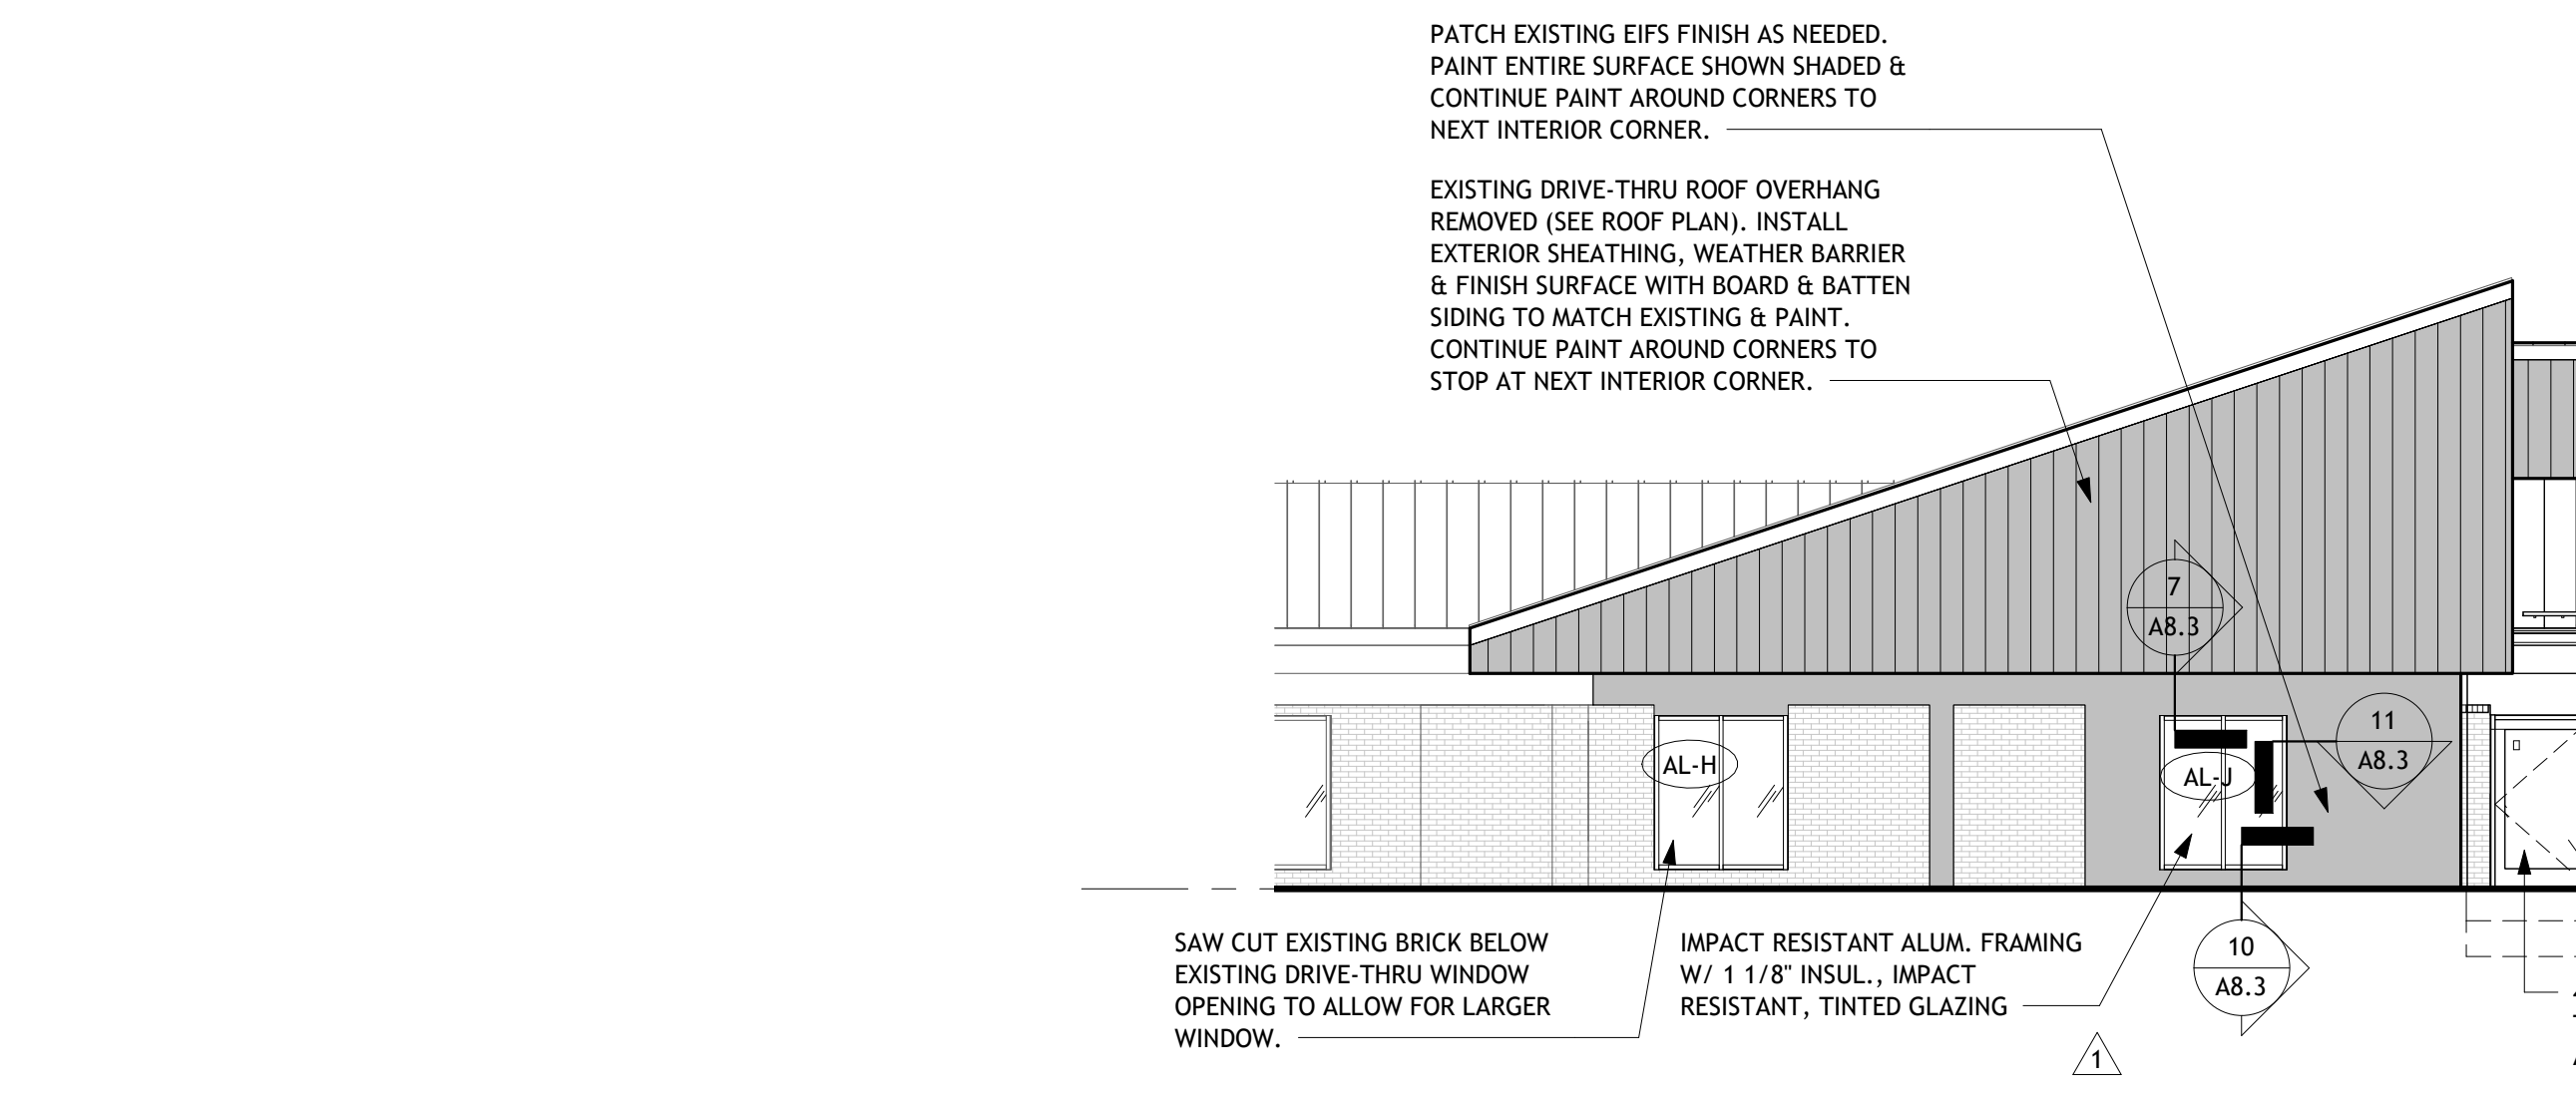 PATCH EXISTING EIFS FINISH AS NEEDED.
PAINT ENTIRE SURFACE SHOWN SHADED &
CONTINUE PAINT AROUND CORNERS TO
NEXT INTERIOR CORNER.
EXISTING DRIVE-THRU ROOF OVERHANG
REMOVED (SEE ROOF PLAN). INSTALL
EXTERIOR SHEATHING, WEATHER BARRIER
& FINISH SURFACE WITH BOARD & BATTEN
SIDING TO MATCH EXISTING & PAINT.
CONTINUE PAINT AROUND CORNERS TO
STOP AT NEXT INTERIOR CORNER.
7
A8.3
11
A8.3
AL-H
AL-J
SAW CUT EXISTING BRICK BELOW
EXISTING DRIVE-THRU WINDOW
OPENING TO ALLOW FOR LARGER
WINDOW.
IMPACT RESISTANT ALUM. FRAMING
W/ 1 1/8" INSUL., IMPACT
RESISTANT, TINTED GLAZING
10
A8.3
1